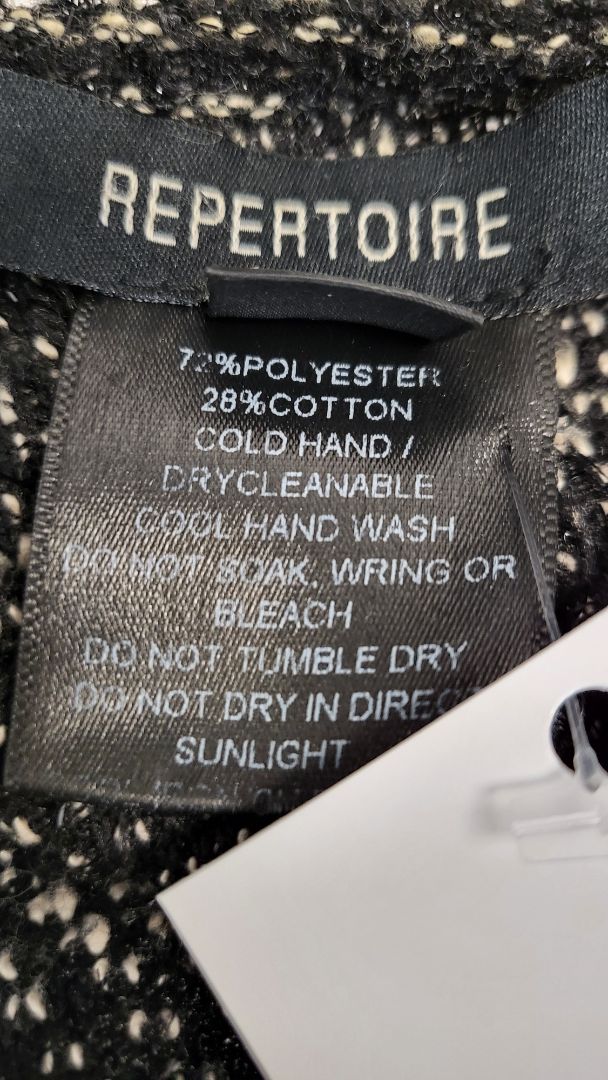 REPERTOIRE
72%POLYESTER
28%COTTON
COLD HAND /
DRYCLEANABLE
COOL HAND WASH
DO NOT SOAK, WRING OR
BLEACH
DO NOT TUMBLE DRY
DO NOT DRY IN DIRECT
SUNLIGHT